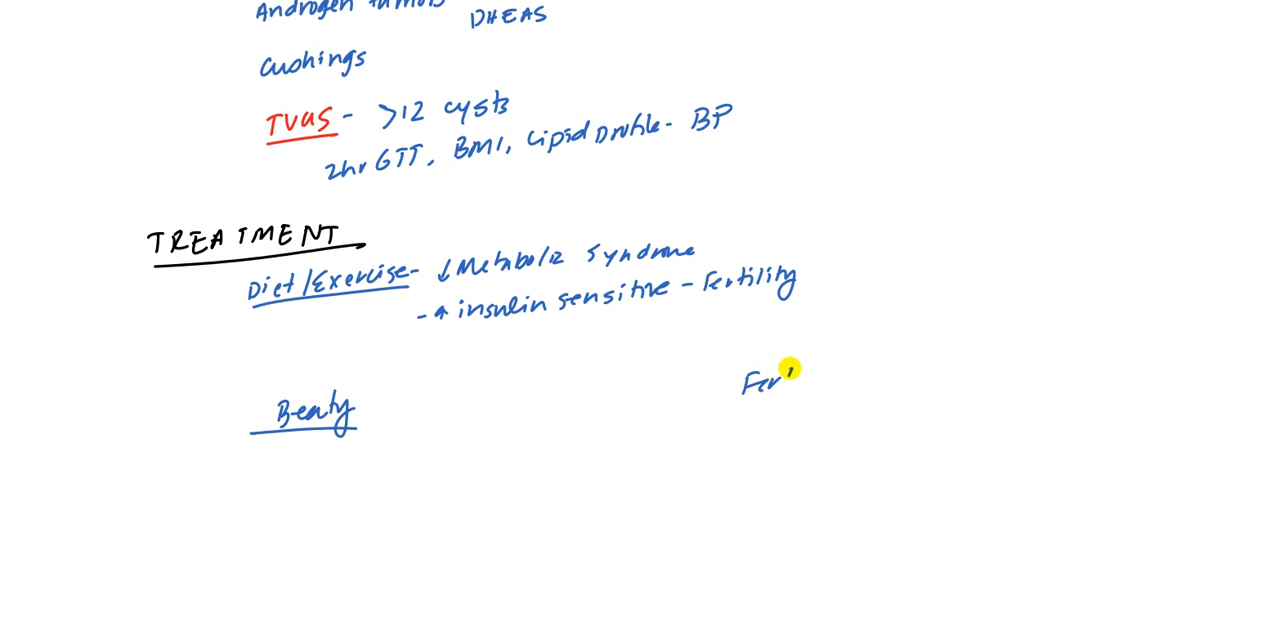 Androgen tumors
DHEAS
Cushings
TVUS - >12 cysts
2hr GTT, BMI, Lipid Profile - BP
TREATMENT
Diet/Exercise - ↓ Metabolic Syndrome
- ↑ insulin sensitive - Fertility
Beaty
Fer